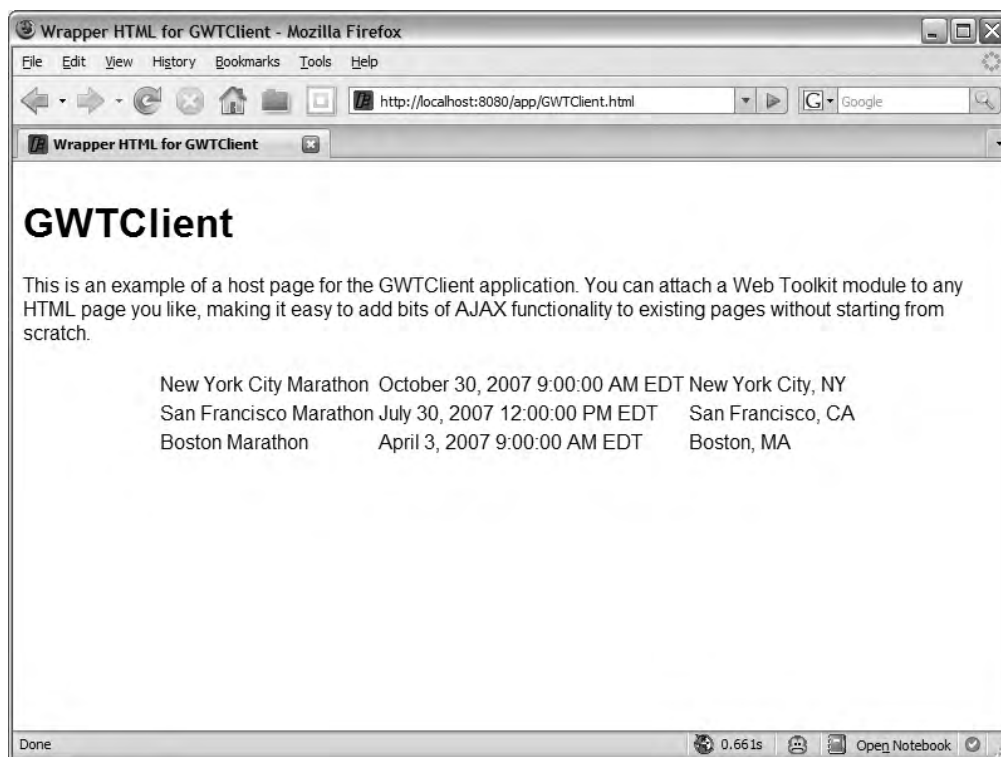 Wrapper HTML for GWTClient - Mozilla Firefox
File Edit View History Bookmarks Tools Help
http://localhost:8080/app/GWTClient.html G Google
Wrapper HTML for GWTClient
GWTClient
This is an example of a host page for the GWTClient application. You can attach a Web Toolkit module to any
HTML page you like, making it easy to add bits of AJAX functionality to existing pages without starting from
scratch.
New York City Marathon October 30, 2007 9:00:00 AM EDT New York City, NY
San Francisco Marathon July 30, 2007 12:00:00 PM EDT San Francisco, CA
Boston Marathon April 3, 2007 9:00:00 AM EDT Boston, MA
Done 0.661s Open Notebook